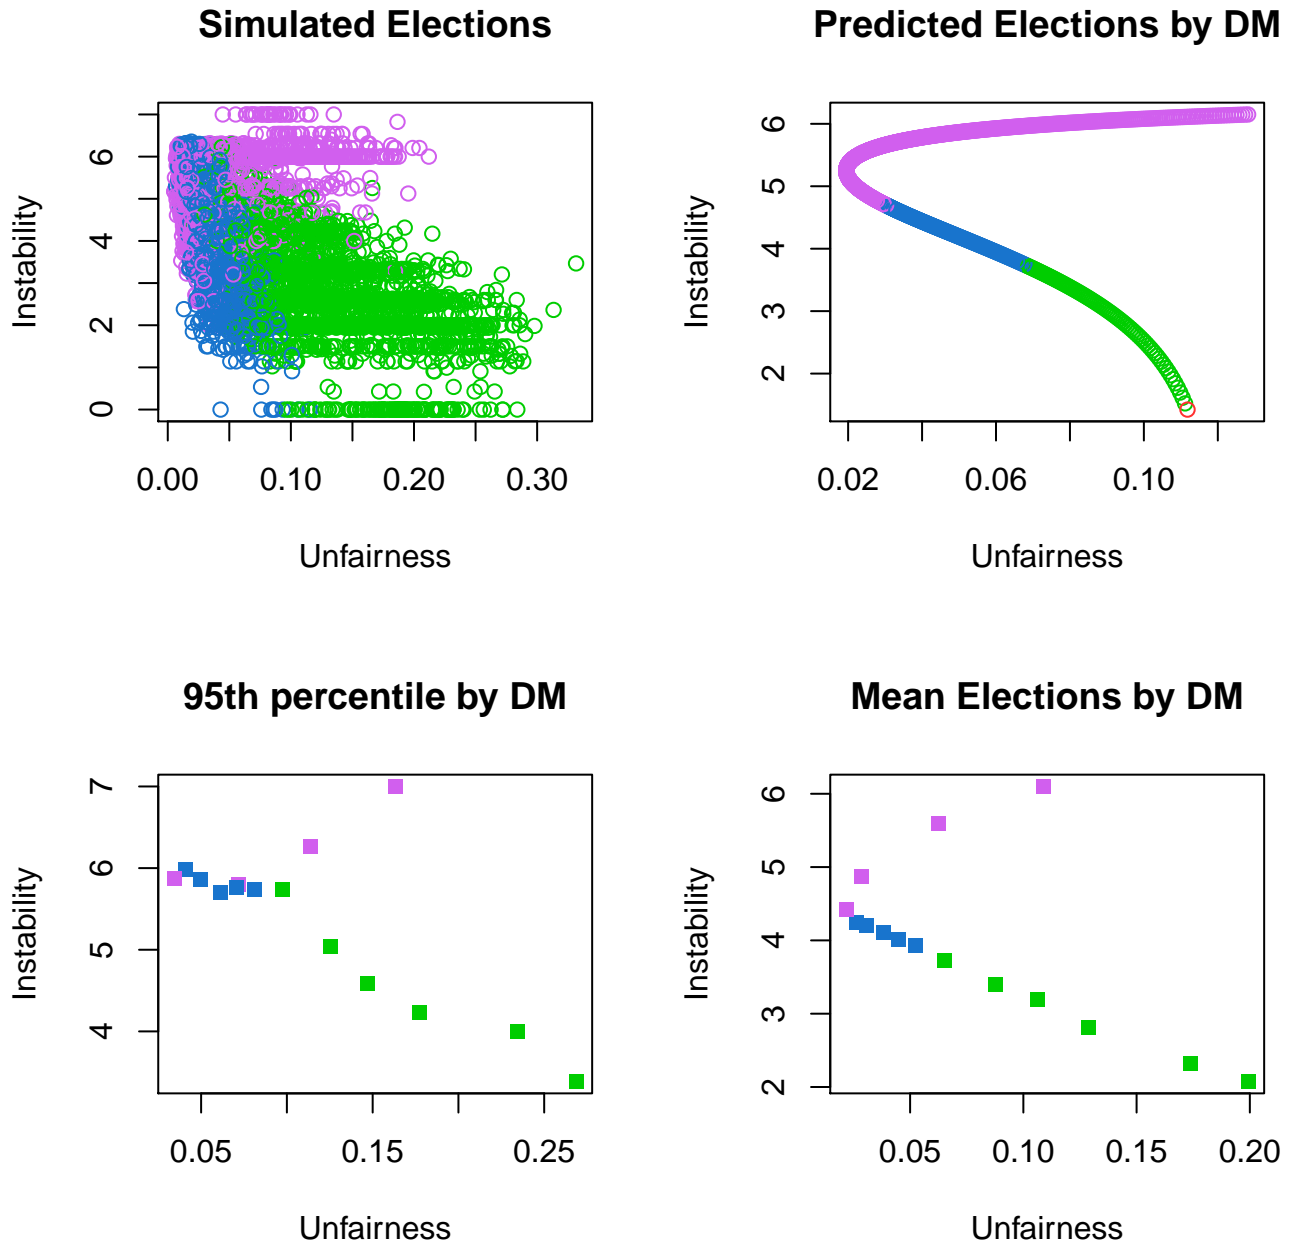 Simulated Elections
Instability
6
4
2
0
0.00 0.10 0.20 0.30
Unfairness
Predicted Elections by DM
Instability
6
5
4
3
2
0.02 0.06 0.10
Unfairness
95th percentile by DM
Instability
7
6
5
4
0.05 0.15 0.25
Unfairness
Mean Elections by DM
Instability
6
5
4
3
2
0.05 0.10 0.15 0.20
Unfairness